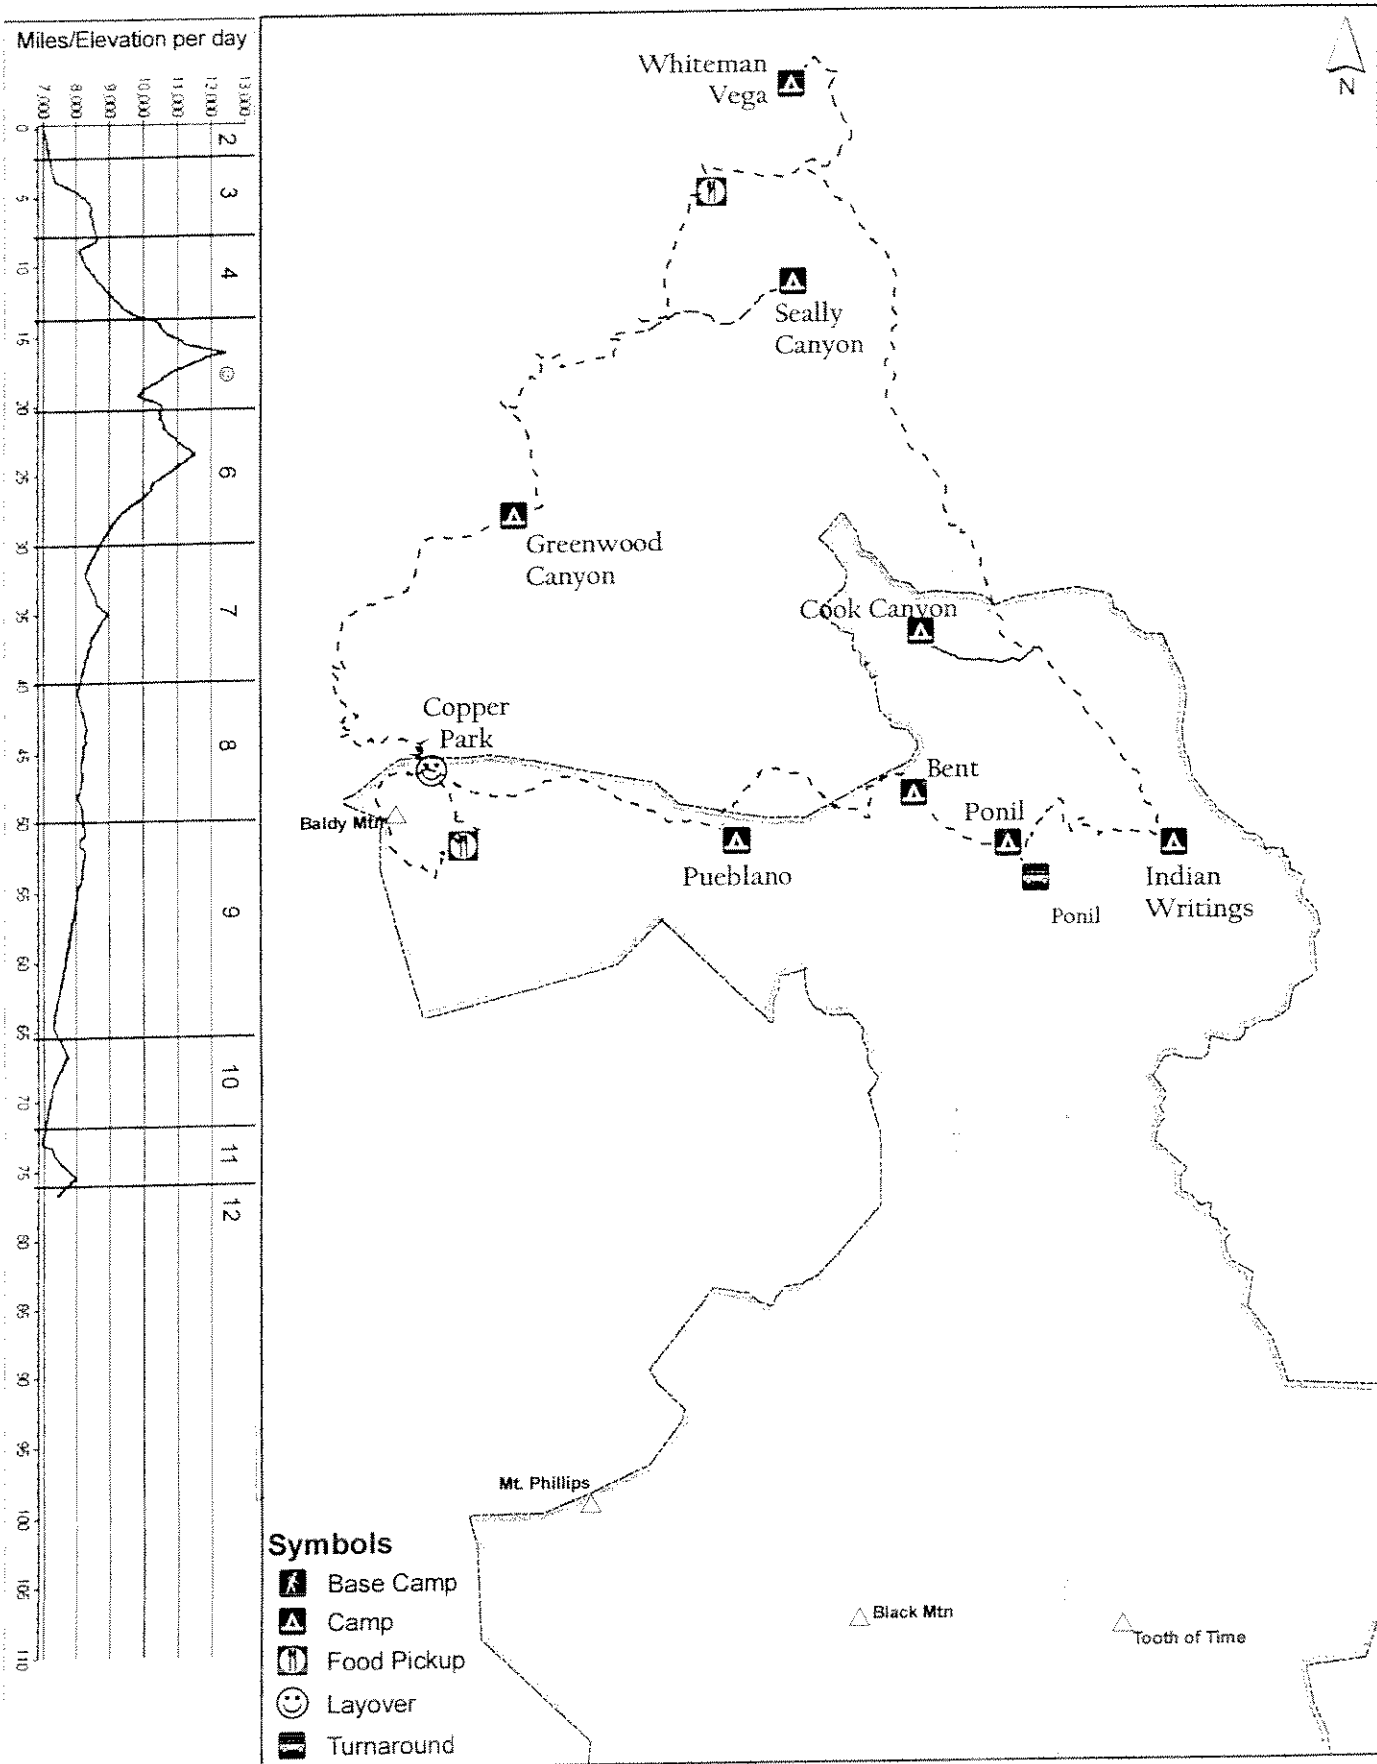 Miles/Elevation per day
7,000
8,000
9,000
10,000
11,000
12,000
13,000
0
5
10
15
20
25
30
35
40
45
50
55
60
65
70
75
80
85
90
95
100
105
110
2
3
4
6
7
8
9
10
11
12
N
Whiteman
Vega
Seally
Canyon
Greenwood
Canyon
Cook Canyon
Copper
Park
Baldy Mtn
Bent
Ponil
Pueblano
Ponil
Indian
Writings
Mt. Phillips
Black Mtn
Tooth of Time
Symbols
Base Camp
Camp
Food Pickup
Layover
Turnaround